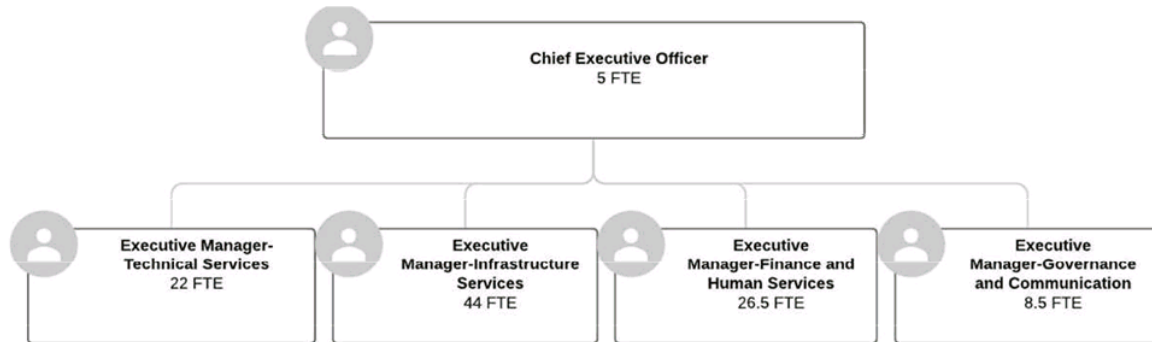 Chief Executive Officer
5 FTE
Executive Manager-
Technical Services
22 FTE
Executive
Manager-Infrastructure
Services
44 FTE
Executive
Manager-Finance and
Human Services
26.5 FTE
Executive
Manager-Governance
and Communication
8.5 FTE